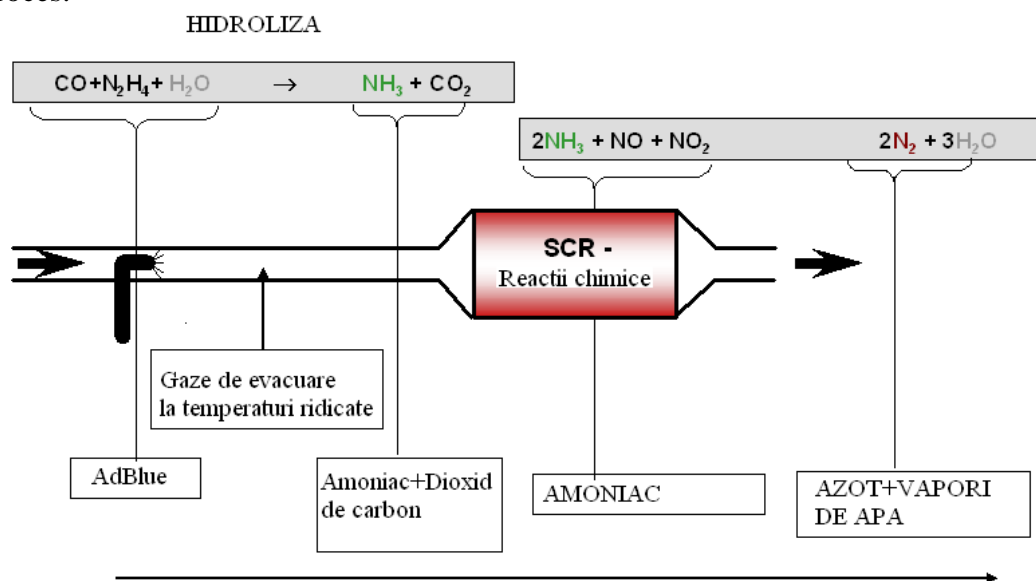 HIDROLIZA
CO+N₂H₄+ H₂O → NH₃ + CO₂
2NH₃ + NO + NO₂ 2N₂ + 3H₂O
SCR -
Reactii chimice
Gaze de evacuare
la temperaturi ridicate
AdBlue
Amoniac+Dioxid
de carbon
AMONIAC
AZOT+VAPORI
DE APA